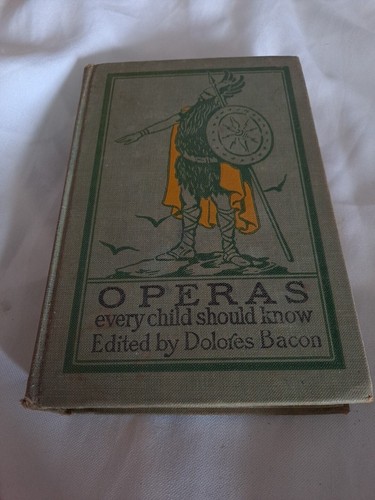 OPERAS
every child should know
Edited by Dolores Bacon